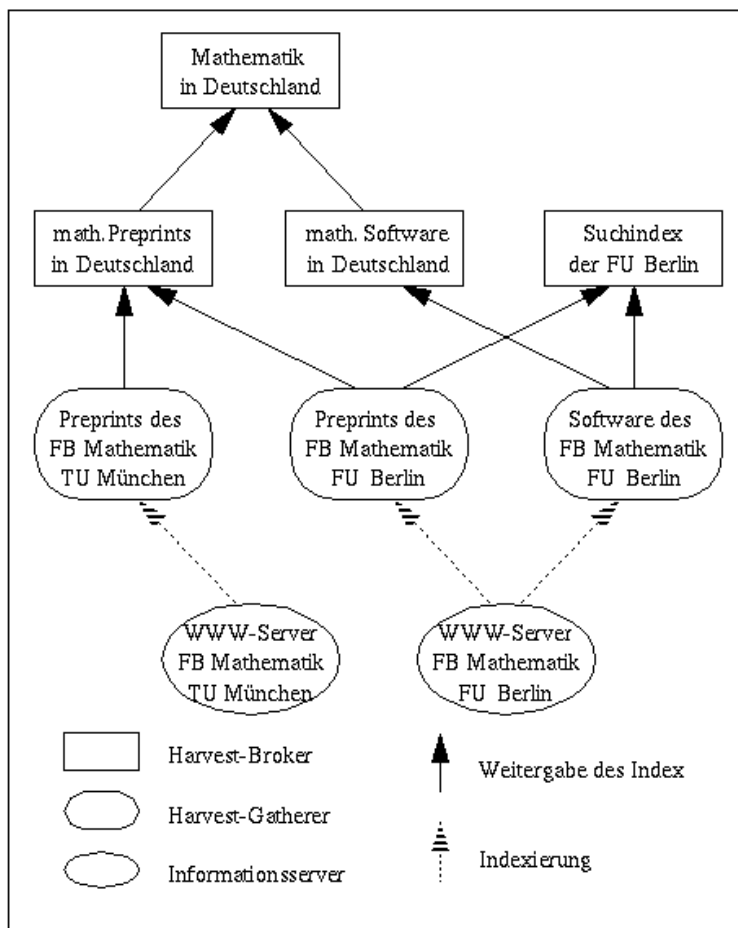 Mathematik
in Deutschland
math. Preprints
in Deutschland
math. Software
in Deutschland
Suchindex
der FU Berlin
Preprints des
FB Mathematik
TU München
Preprints des
FB Mathematik
FU Berlin
Software des
FB Mathematik
FU Berlin
WWW-Server
FB Mathematik
TU München
WWW-Server
FB Mathematik
FU Berlin
Harvest-Broker
Weitergabe des Index
Harvest-Gatherer
Indexierung
Informationsserver